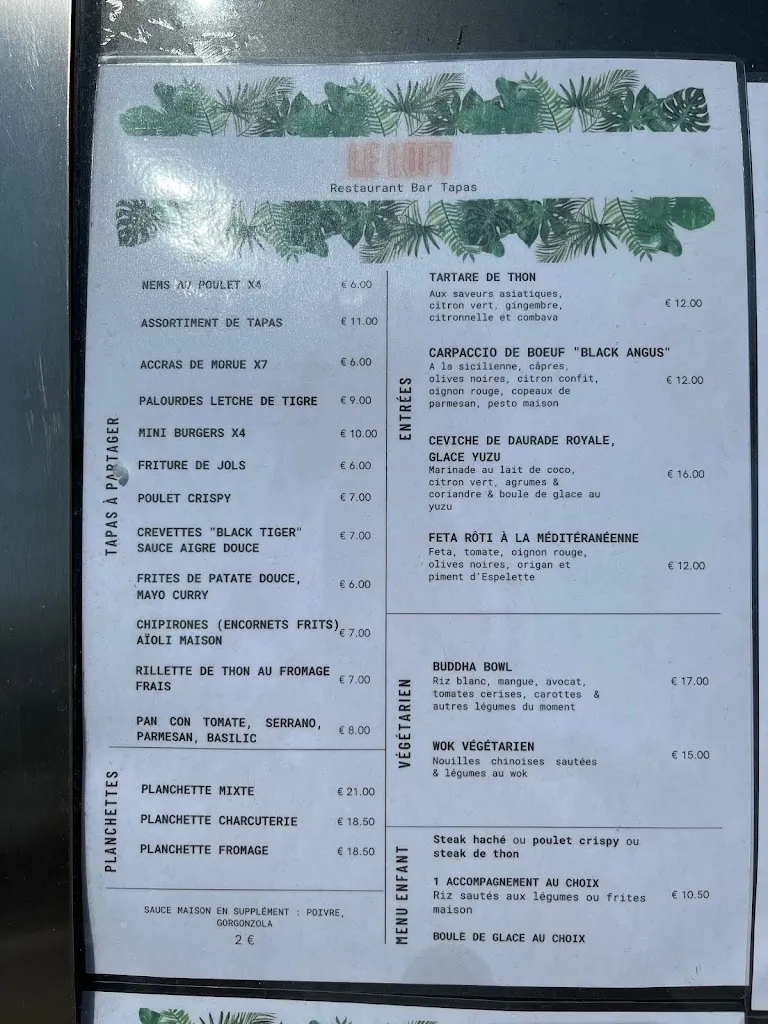 LE LOFT
Restaurant Bar Tapas
TAPAS À PARTAGER
NEMS AU POULET X4 € 6.00
ASSORTIMENT DE TAPAS € 11.00
ACCRAS DE MORUE X7 € 6.00
PALOURDES LETCHE DE TIGRE € 9.00
MINI BURGERS X4 € 10.00
FRITURE DE JOLS € 6.00
POULET CRISPY € 7.00
CREVETTES "BLACK TIGER"
SAUCE AIGRE DOUCE € 7.00
FRITES DE PATATE DOUCE,
MAYO CURRY € 6.00
CHIPIRONES (ENCORNETS FRITS)
AÏOLI MAISON € 7.00
RILLETTE DE THON AU FROMAGE
FRAIS € 7.00
PAN CON TOMATE, SERRANO,
PARMESAN, BASILIC € 8.00
PLANCHETTES
PLANCHETTE MIXTE € 21.00
PLANCHETTE CHARCUTERIE € 18.50
PLANCHETTE FROMAGE € 18.50
SAUCE MAISON EN SUPPLÉMENT : POIVRE,
GORGONZOLA
2 €
ENTRÉES
TARTARE DE THON
Aux saveurs asiatiques,
citron vert, gingembre, € 12.00
citronnelle et combava
CARPACCIO DE BOEUF "BLACK ANGUS"
A la sicilienne, câpres,
olives noires, citron confit, € 12.00
oignon rouge, copeaux de
parmesan, pesto maison
CEVICHE DE DAURADE ROYALE,
GLACE YUZU
Marinade au lait de coco, € 16.00
citron vert, agrumes &
coriandre & boule de glace au
yuzu
FETA RÔTI À LA MÉDITÉRANÉENNE
Feta, tomate, oignon rouge,
olives noires, origan et € 12.00
piment d'Espelette
VÉGÉTARIEN
BUDDHA BOWL
Riz blanc, mangue, avocat, € 17.00
tomates cerises, carottes &
autres légumes du moment
WOK VÉGÉTARIEN
Nouilles chinoises sautées € 15.00
& légumes au wok
MENU ENFANT
Steak haché ou poulet crispy ou
steak de thon
1 ACCOMPAGNEMENT AU CHOIX
Riz sautés aux légumes ou frites € 10.50
maison
BOULE DE GLACE AU CHOIX